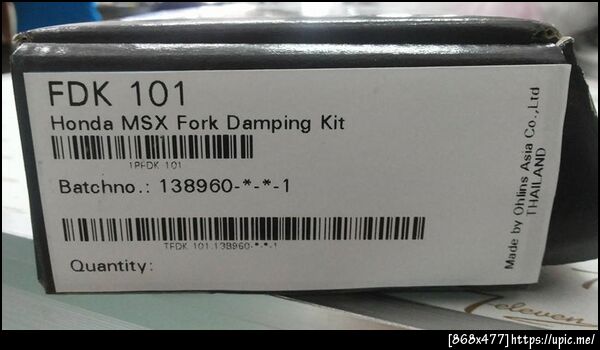 FDK 101
Honda MSX Fork Damping Kit
1PFDK 101
Batchno.: 138960-*-*-1
TFDK 101.138960-*-*-1
Quantity:
Made by Ohlins Asia Co.,Ltd
THAILAND
eleven
[868x477]https://upic.me/